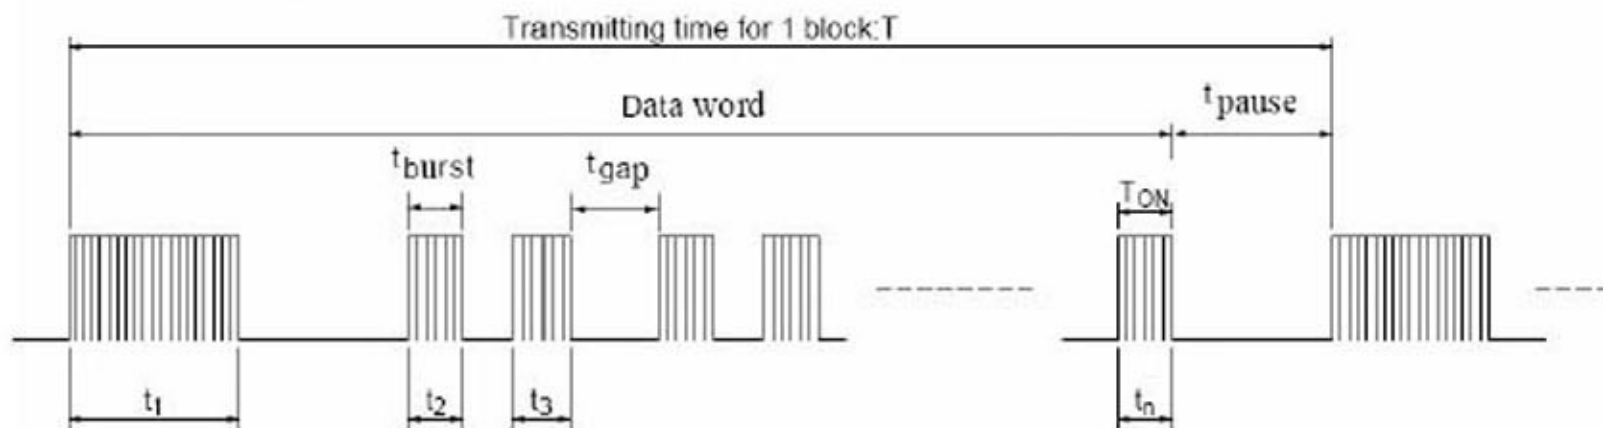 Transmitting time for 1 block:T
Data word
tpause
tburst
tgap
TON
t1
t2
t3
tn